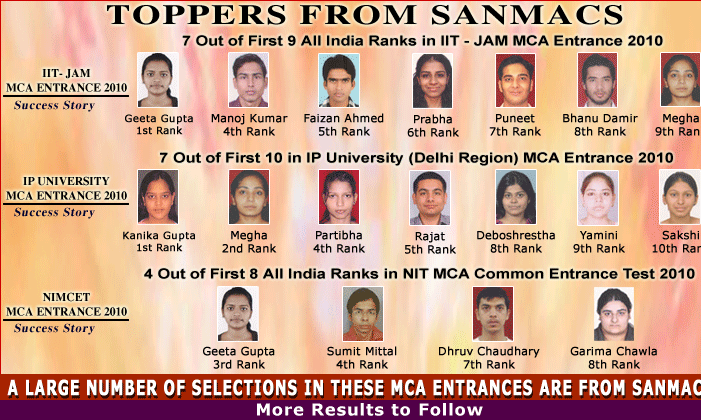 TOPPERS FROM SANMACS
7 Out of First 9 All India Ranks in IIT - JAM MCA Entrance 2010
IIT- JAM
MCA ENTRANCE 2010
Success Story
Geeta Gupta Manoj Kumar Faizan Ahmed Prabha Puneet Bhanu Damir Megha
1st Rank 4th Rank 5th Rank 6th Rank 7th Rank 8th Rank 9th Ran
7 Out of First 10 in IP University (Delhi Region) MCA Entrance 2010
IP UNIVERSITY
MCA ENTRANCE 2010
Success Story
Kanika Gupta Megha Partibha Rajat Deboshrestha Yamini Sakshi
1st Rank 2nd Rank 4th Rank 5th Rank 8th Rank 9th Rank 10th Ran
4 Out of First 8 All India Ranks in NIT MCA Common Entrance Test 2010
NIMCET
MCA ENTRANCE 2010
Success Story
Geeta Gupta Sumit Mittal Dhruv Chaudhary Garima Chawla
3rd Rank 4th Rank 7th Rank 8th Rank
A LARGE NUMBER OF SELECTIONS IN THESE MCA ENTRANCES ARE FROM SANMAC
More Results to Follow